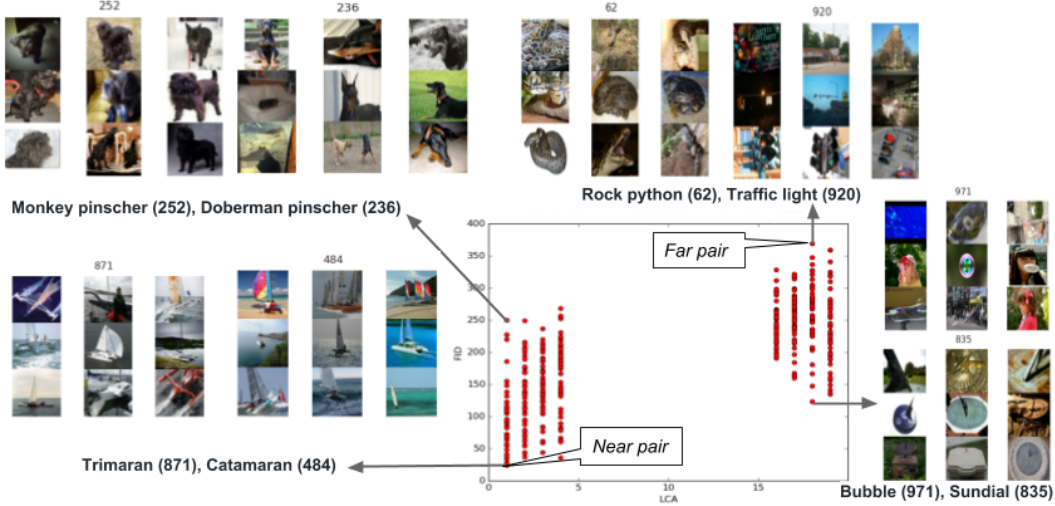 252
236
62
920
Monkey pinscher (252), Doberman pinscher (236)
Rock python (62), Traffic light (920)
971
871
484
400
350
300
250
200
150
100
50
0
FID
Far pair
Near pair
835
0
5
10
15
LCA
Trimaran (871), Catamaran (484)
Bubble (971), Sundial (835)